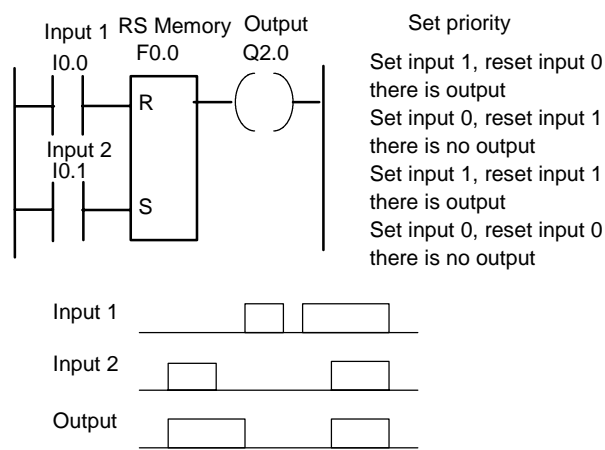 Input 1 RS Memory Output
I0.0 F0.0 Q2.0
R
Input 2
I0.1
S
Set priority
Set input 1, reset input 0
there is output
Set input 0, reset input 1
there is no output
Set input 1, reset input 1
there is output
Set input 0, reset input 0
there is no output
Input 1
Input 2
Output